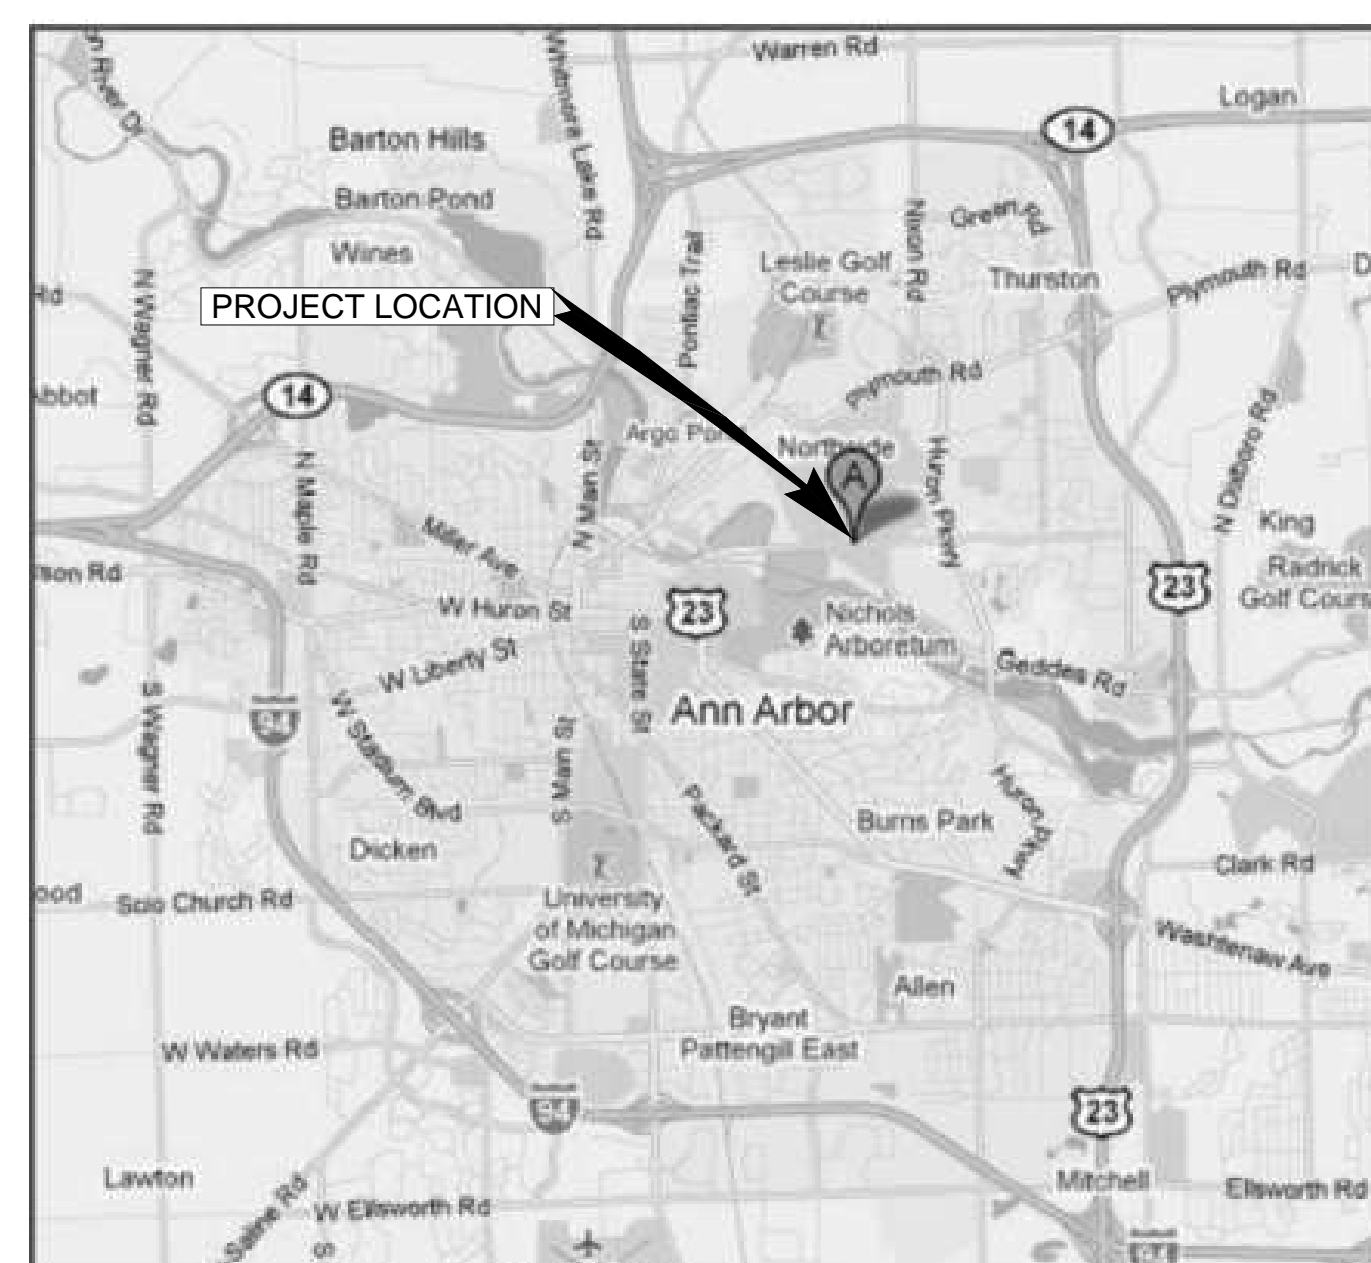 Warren Rd
Logan
14
Barton Hills
Whitmore Lake Rd
Barton Pond
Wines
Pontiac Trail
Leslie Golf
Course
Nixon Rd
Green Rd
Thurston
Plymouth Rd
N Wagner Rd
Rd
PROJECT LOCATION
Plymouth Rd
14
Argo Pond
A
Huron Pkwy
N Dixboro Rd
King
Radrick
N Maple Rd
N Main St
Miller Ave
W Huron St
23
23
Nichols
Arboretum
W Liberty St
S State St
Ann Arbor
Geddes Rd
S Wagner Rd
W Stadium Blvd
S Main St
Packard St
Burns Park
Huron Pkwy
Dicken
Clark Rd
Scio Church Rd
University
of Michigan
Golf Course
Washtenaw Ave
Allen
Bryant
Pattengill East
W Waters Rd
94
23
Lawton
Mitchell
Ellsworth Rd
W Ellsworth Rd
Saline Rd
S